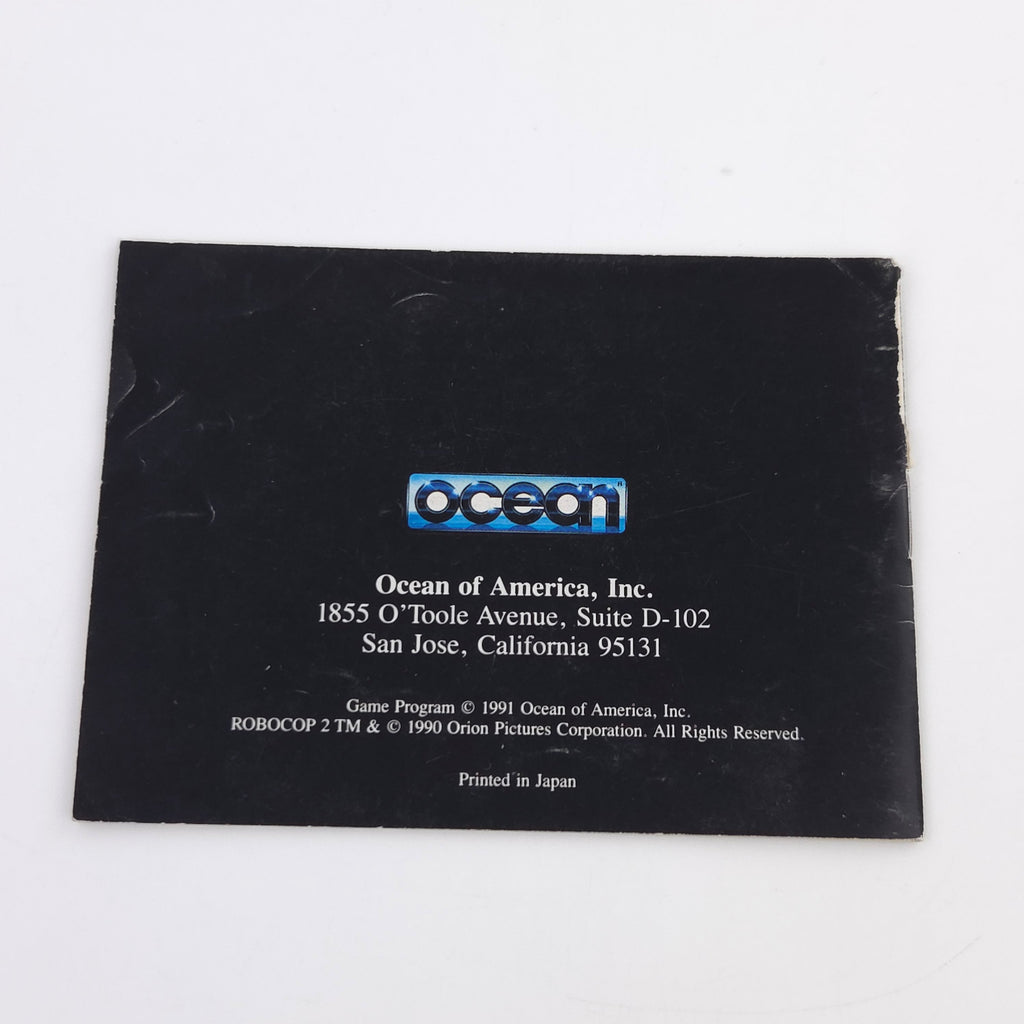 ocean
Ocean of America, Inc.
1855 O'Toole Avenue, Suite D-102
San Jose, California 95131
Game Program © 1991 Ocean of America, Inc.
ROBOCOP 2 TM & © 1990 Orion Pictures Corporation. All Rights Reserved.
Printed in Japan